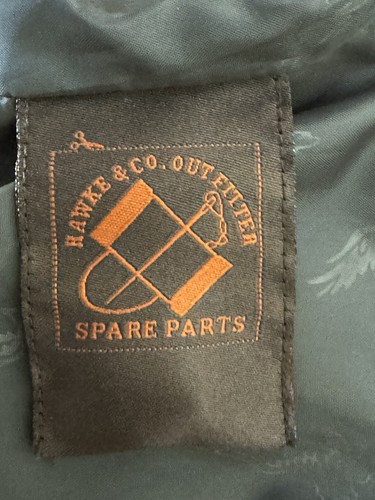 HAWKE & CO. OUTFITTER
SPARE PARTS